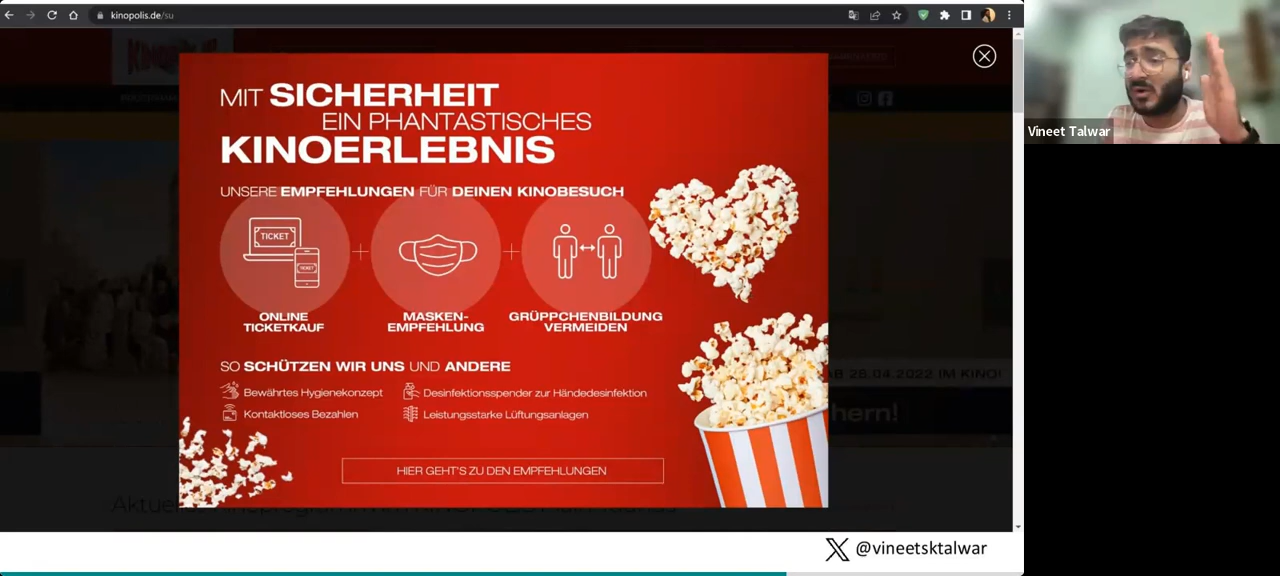 kinopolis.de/su
KINOPOLIS
MIT SICHERHEIT
EIN PHANTASTISCHES
KINOERLEBNIS
UNSERE EMPFEHLUNGEN FÜR DEINEN KINOBESUCH
TICKET
TICKET
ONLINE
TICKETKAUF
MASKEN-
EMPFEHLUNG
GRÜPPCHENBILDUNG
VERMEIDEN
SO SCHÜTZEN WIR UNS UND ANDERE
Bewährtes Hygienekonzept
Desinfektionsspender zur Händedesinfektion
Kontaktloses Bezahlen
Leistungsstarke Lüftungsanlagen
HIER GEHT'S ZU DEN EMPFEHLUNGEN
AB 28.04.2022 IM KINO!
Vineet Talwar
@vineetsktalwar